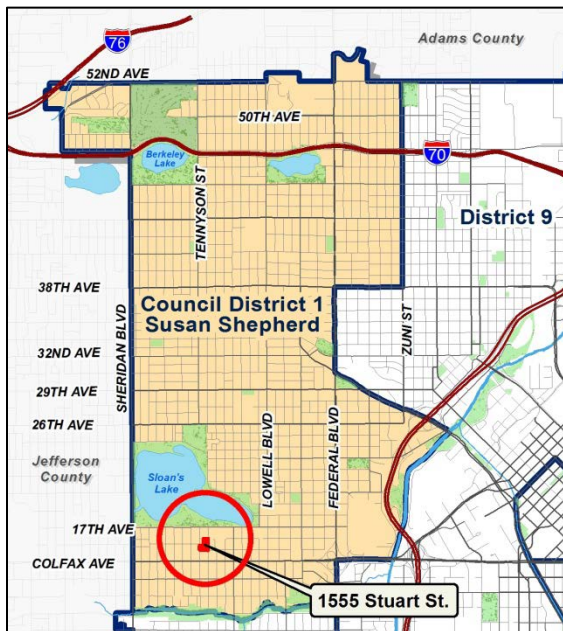 76
Adams County
52ND AVE
50TH AVE
Berkeley
Lake
70
TENNYSON ST
District 9
38TH AVE
Council District 1
Susan Shepherd
SHERIDAN BLVD
ZUNI ST
32ND AVE
29TH AVE
26TH AVE
LOWELL BLVD
FEDERAL BLVD
Jefferson
County
Sloan's
Lake
17TH AVE
COLFAX AVE
1555 Stuart St.